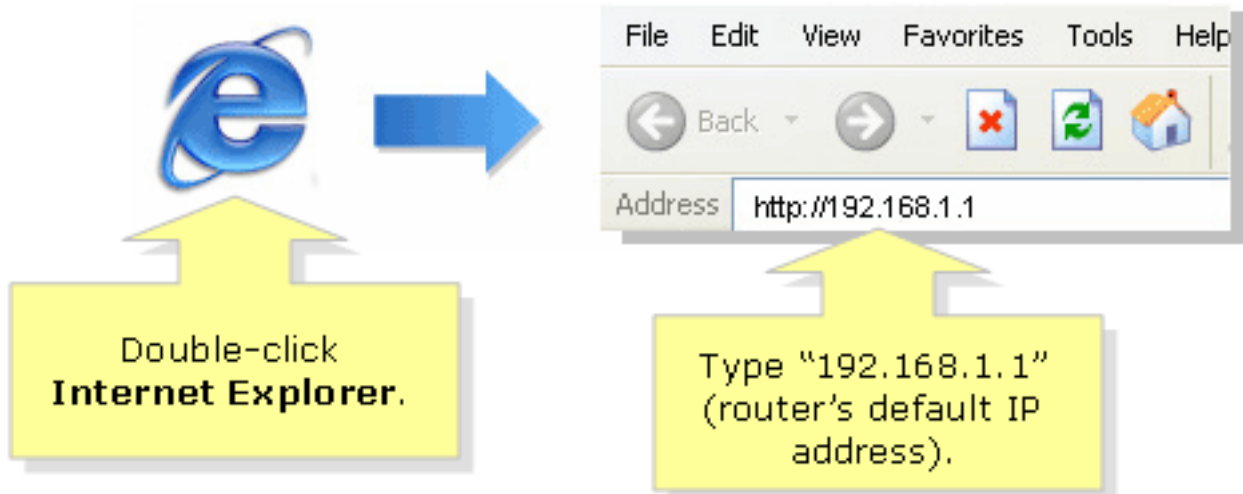 File Edit View Favorites Tools Help
Back
Address http://192.168.1.1
Double-click
Internet Explorer.
Type “192.168.1.1”
(router’s default IP
address).